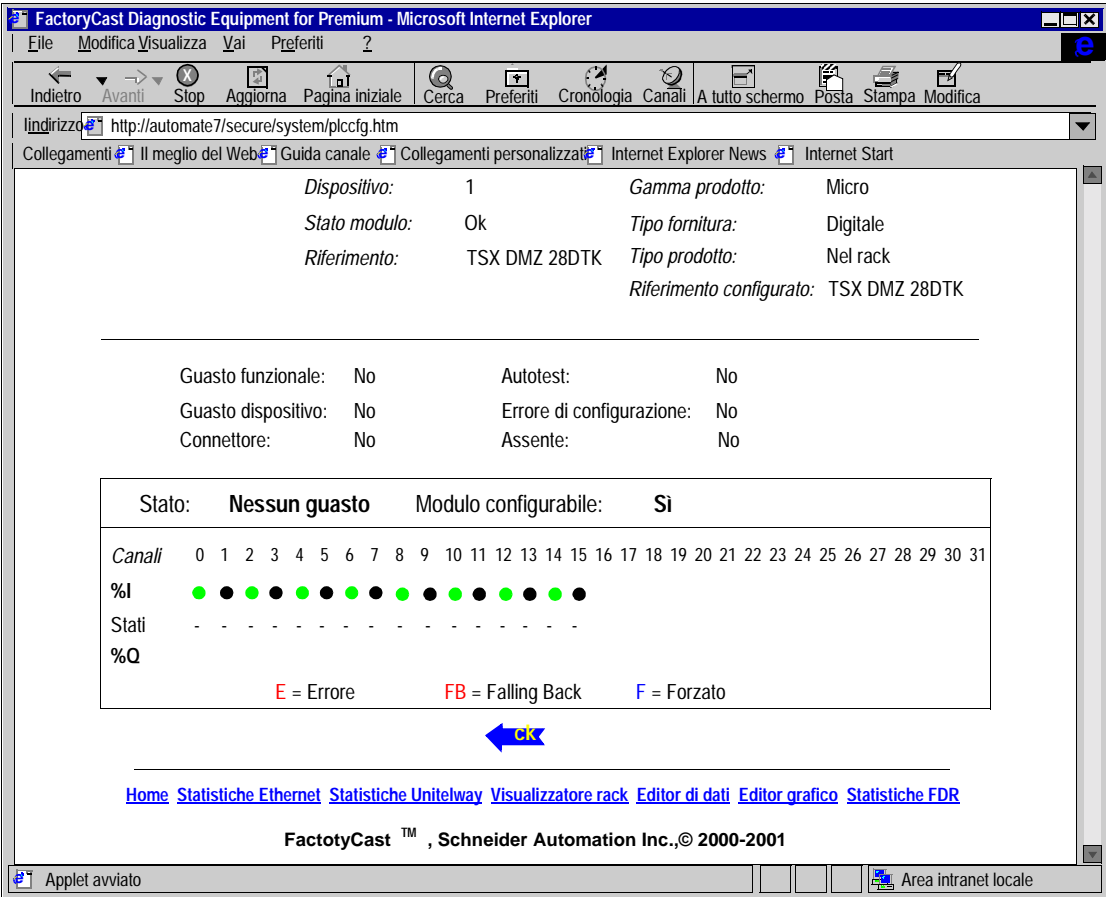 FactoryCast Diagnostic Equipment for Premium - Microsoft Internet Explorer
File Modifica Visualizza Vai Preferiti ?
Indietro Avanti Stop Aggiorna Pagina iniziale Cerca Preferiti Cronologia Canali A tutto schermo Posta Stampa Modifica
Iindirizzo http://automate7/secure/system/plccfg.htm
Collegamenti Il meglio del Web Guida canale Collegamenti personalizzati Internet Explorer News Internet Start
Dispositivo: 1 Gamma prodotto: Micro
Stato modulo: Ok Tipo fornitura: Digitale
Riferimento: TSX DMZ 28DTK Tipo prodotto: Nel rack
Riferimento configurato: TSX DMZ 28DTK
Guasto funzionale: No Autotest: No
Guasto dispositivo: No Errore di configurazione: No
Connettore: No Assente: No
Stato: Nessun guasto Modulo configurabile: Sì
Canali 0 1 2 3 4 5 6 7 8 9 10 11 12 13 14 15 16 17 18 19 20 21 22 23 24 25 26 27 28 29 30 31
%I
Stati - - - - - - - - - - - - - - - -
%Q
E = Errore FB = Falling Back F = Forzato
Home Statistiche Ethernet Statistiche Unitelway Visualizzatore rack Editor di dati Editor grafico Statistiche FDR
FactotyCast TM , Schneider Automation Inc.,© 2000-2001
Applet avviato Area intranet locale